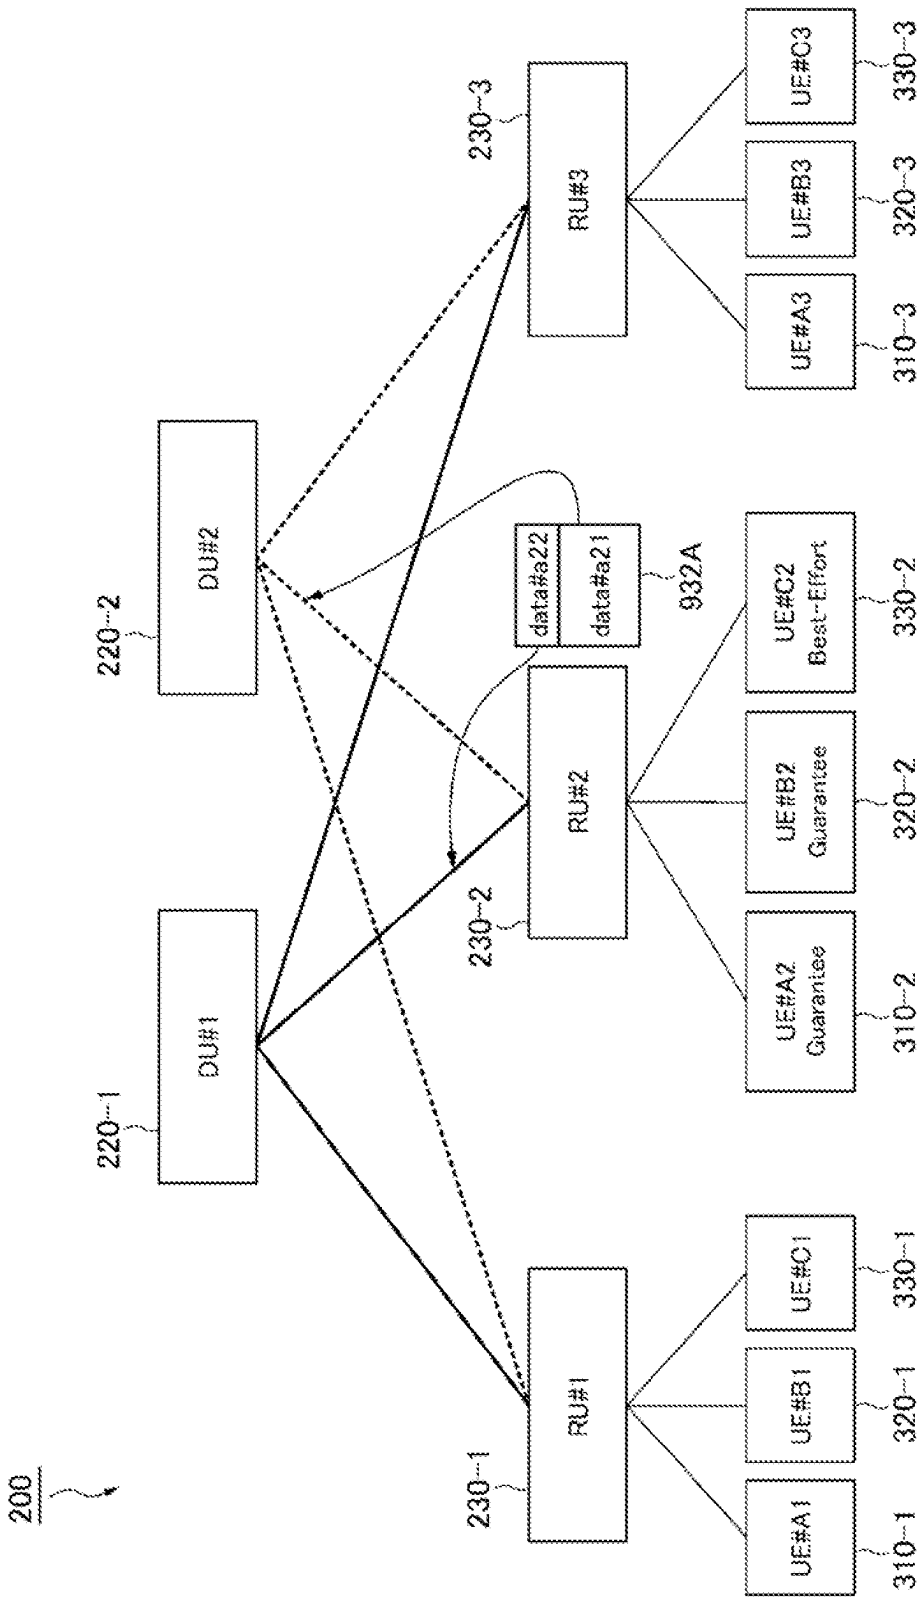 200
220-1
DU#1
220-2
DU#2
230-1
RU#1
230-2
RU#2
data#a22
data#a21
932A
230-3
RU#3
UE#A1
UE#B1
UE#C1
UE#A2
Guarantee
UE#B2
Guarantee
UE#C2
Best-Effort
UE#A3
UE#B3
UE#C3
310-1
320-1
330-1
310-2
320-2
330-2
310-3
320-3
330-3